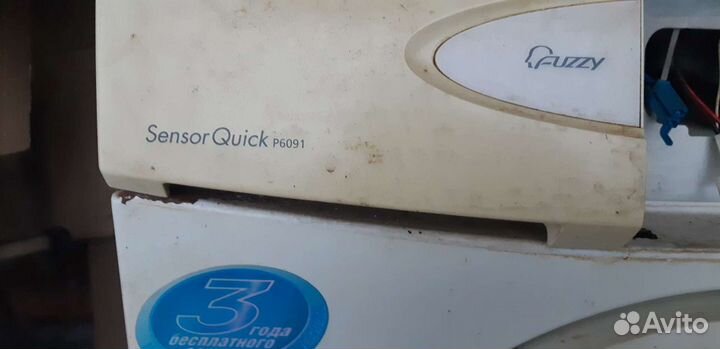 FUZZY
Sensor Quick P6091
3
года
бесплатного
Avito